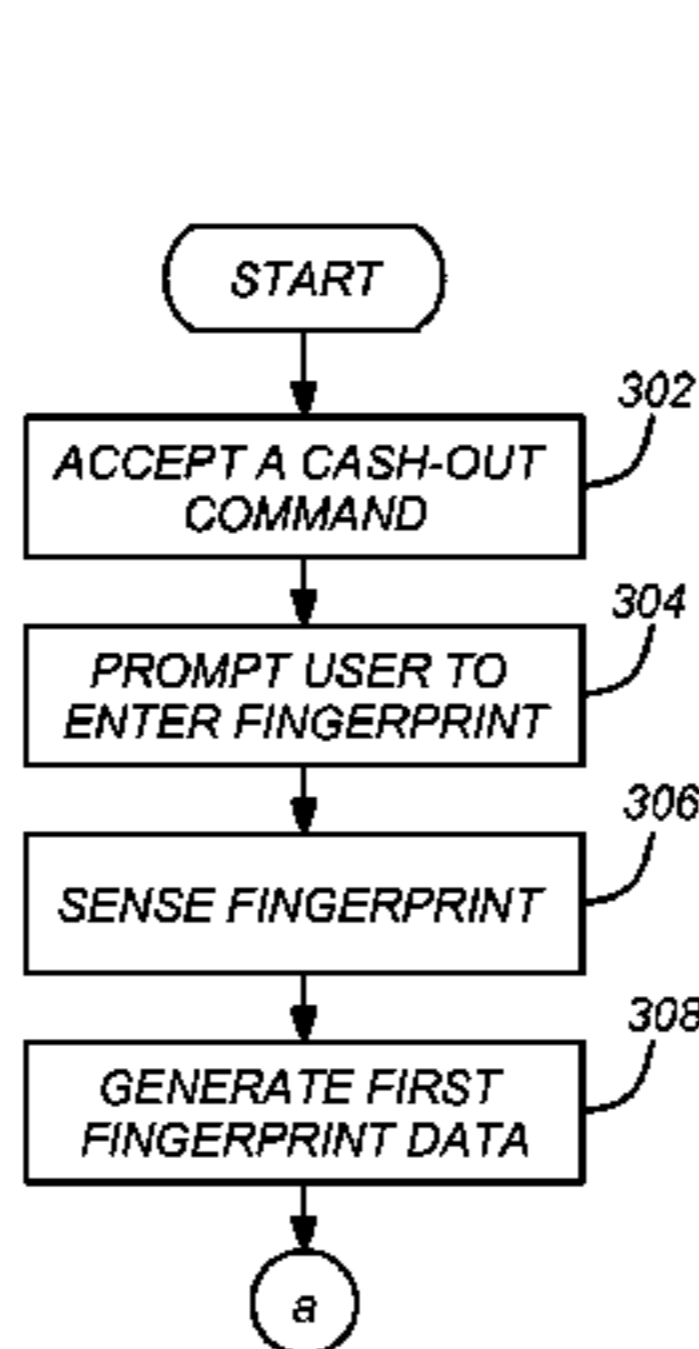 START
302
ACCEPT A CASH-OUT
COMMAND
304
PROMPT USER TO
ENTER FINGERPRINT
306
SENSE FINGERPRINT
308
GENERATE FIRST
FINGERPRINT DATA
a